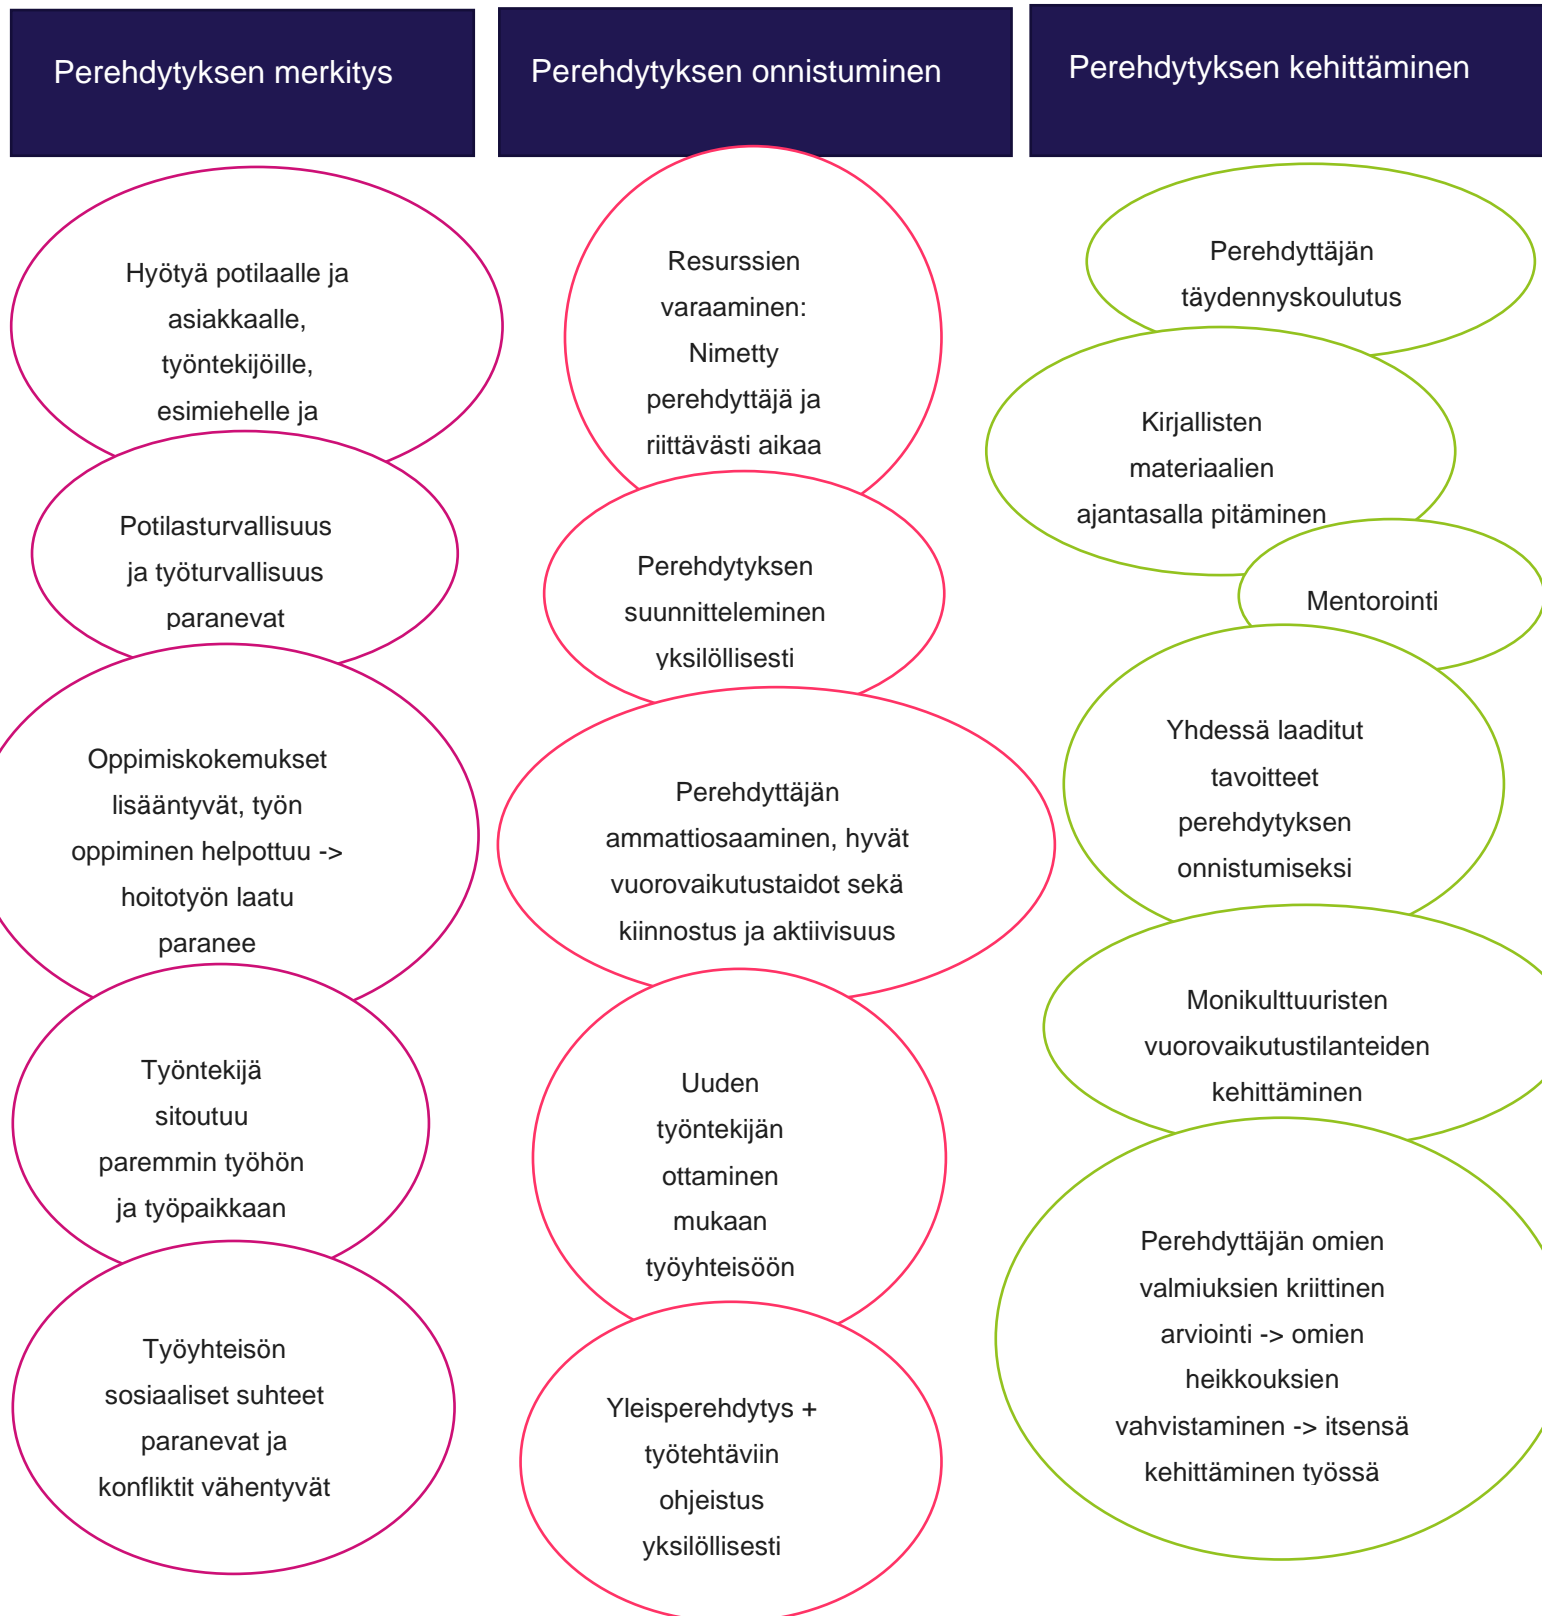 Perehdytyksen merkitys
Hyötyä potilaalle ja
asiakkaalle,
työntekijöille,
esimiehelle ja
Potilasturvallisuus
ja työturvallisuus
paranevat
Oppimiskokemukset
lisääntyvät, työn
oppiminen helpottuu ->
hoitotyön laatu
paranee
Työntekijä
sitoutuu
paremmin työhön
ja työpaikkaan
Työyhteisön
sosiaaliset suhteet
paranevat ja
konfliktit vähentyvät
Perehdytyksen onnistuminen
Resurssien
varaaminen:
Nimetty
perehdyttäjä ja
riittävästi aikaa
Perehdytyksen
suunnitteleminen
yksilöllisesti
Perehdyttäjän
ammattiosaaminen, hyvät
vuorovaikutustaidot sekä
kiinnostus ja aktiivisuus
Uuden
työntekijän
ottaminen
mukaan
työyhteisöön
Yleisperehdytys +
työtehtäviin
ohjeistus
yksilöllisesti
Perehdytyksen kehittäminen
Perehdyttäjän
täydennyskoulutus
Kirjallisten
materiaalien
ajantasalla pitäminen
Mentorointi
Yhdessä laaditut
tavoitteet
perehdytyksen
onnistumiseksi
Monikulttuuristen
vuorovaikutustilanteiden
kehittäminen
Perehdyttäjän omien
valmiuksien kriittinen
arviointi -> omien
heikkouksien
vahvistaminen -> itsensä
kehittäminen työssä